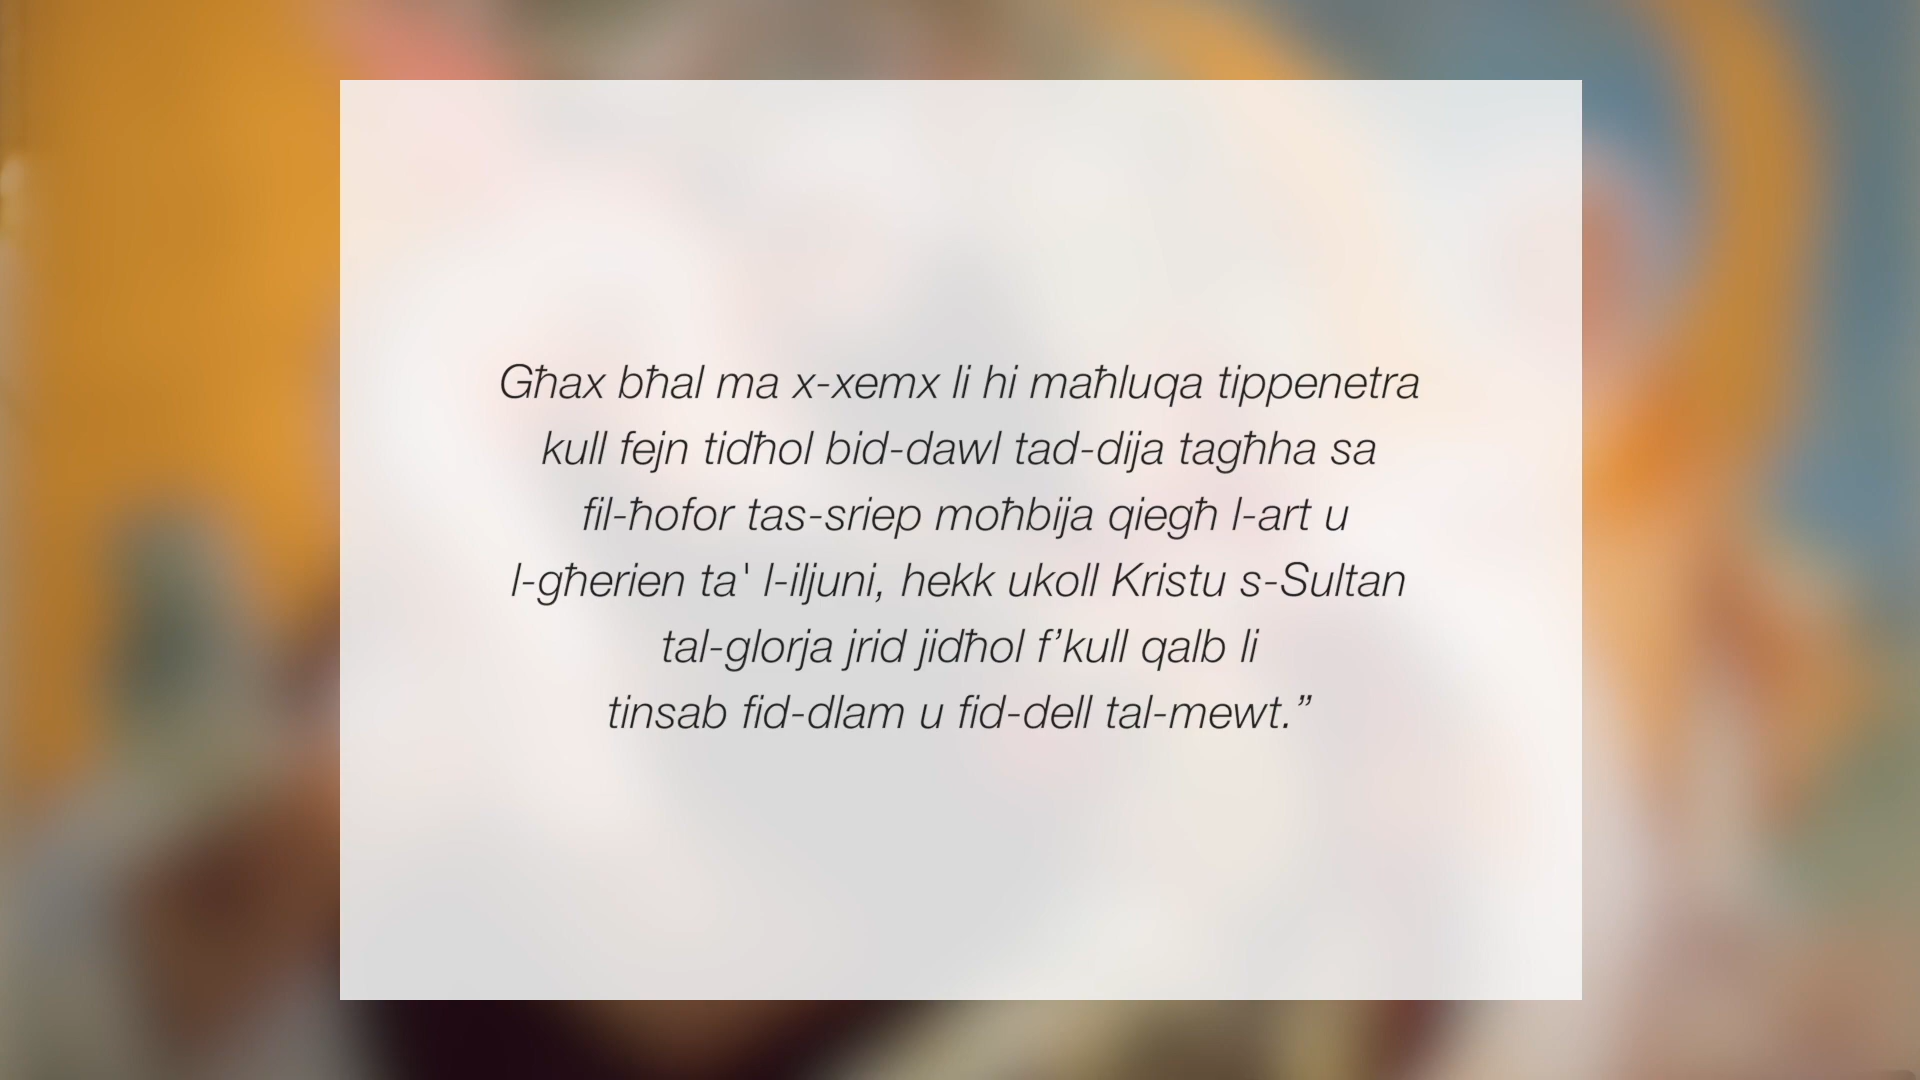 Għax bħal ma x-xemx li hi maħluqa tippenetra
kull fejn tidħol bid-dawl tad-dija tagħha sa
fil-ħofor tas-sriep moħbija qiegħ l-art u
l-għerien ta' l-iljuni, hekk ukoll Kristu s-Sultan
tal-glorja jrid jidħol f’kull qalb li
tinsab fid-dlam u fid-dell tal-mewt.”